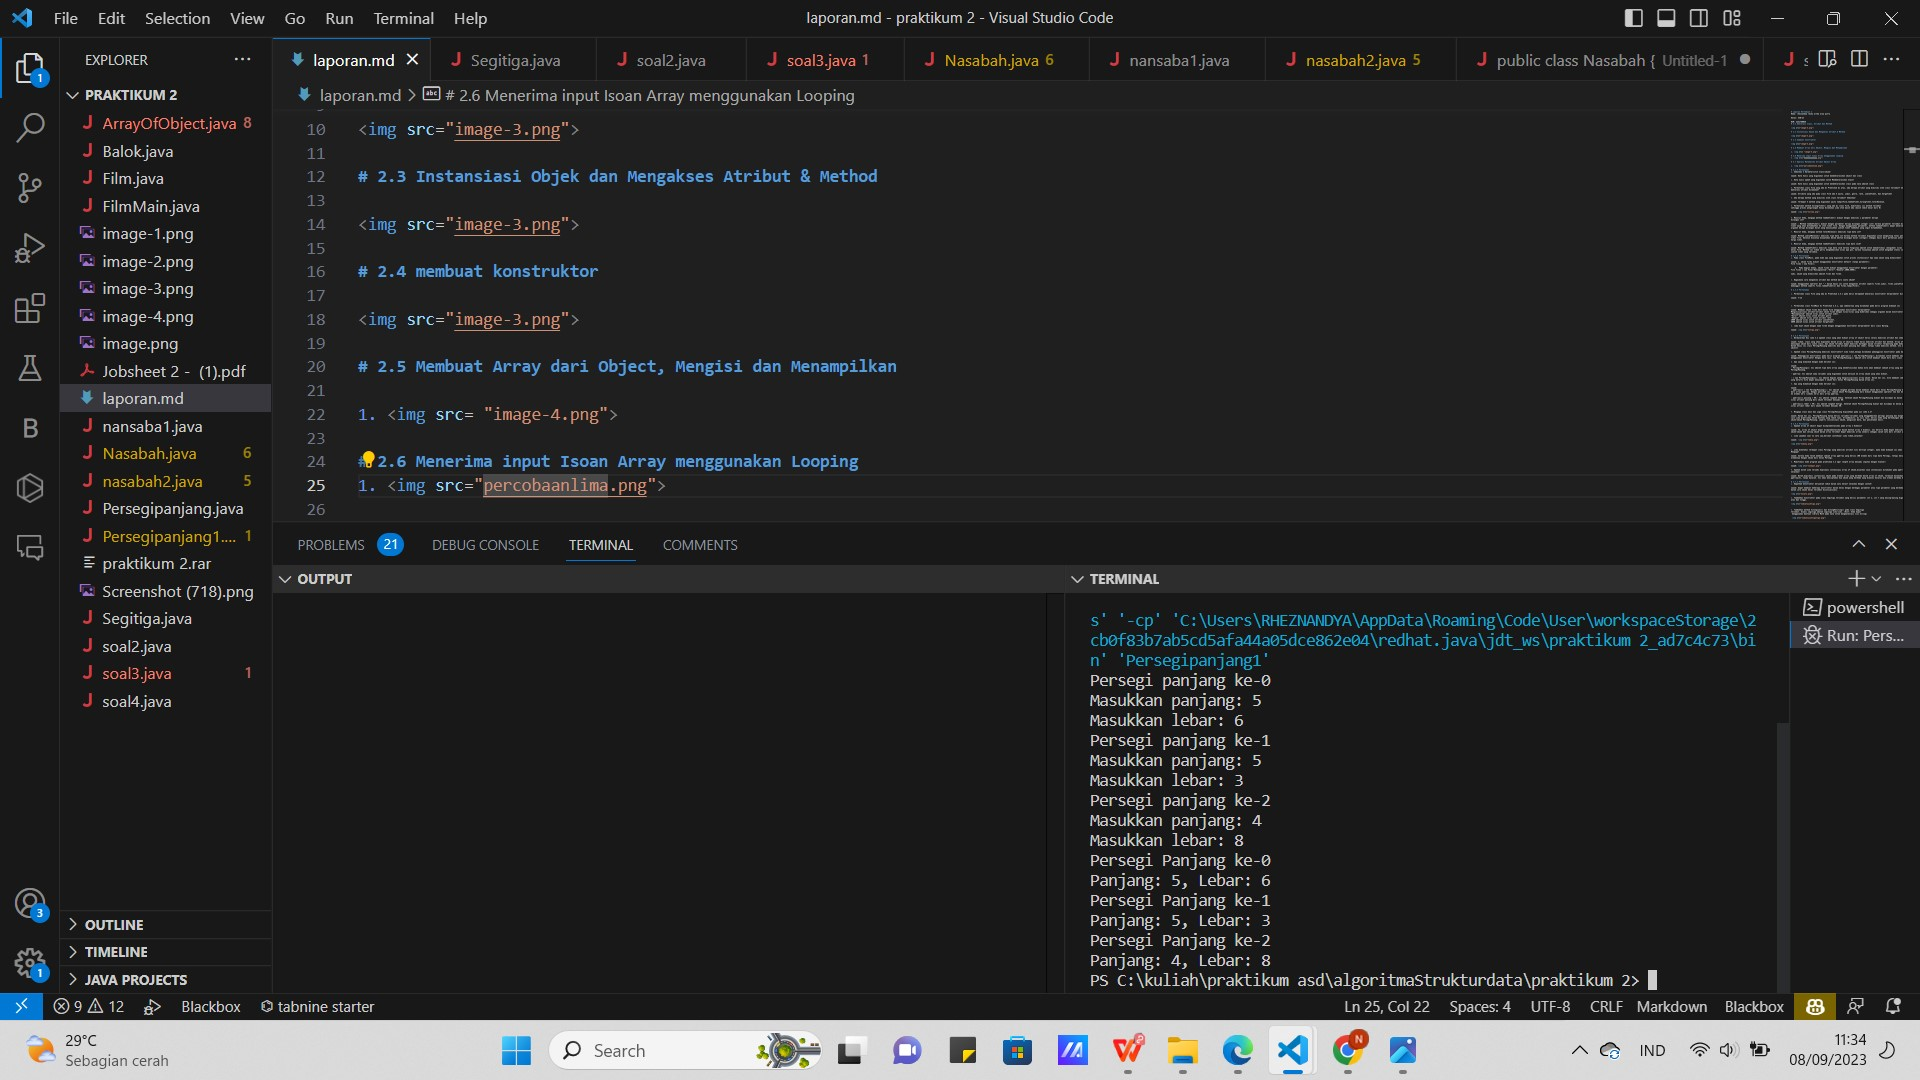 File Edit Selection View Go Run Terminal Help
laporan.md - praktikum 2 - Visual Studio Code
EXPLORER
PRAKTIKUM 2
ArrayOfObject.java 8
Balok.java
Film.java
FilmMain.java
image-1.png
image-2.png
image-3.png
image-4.png
image.png
Jobsheet 2 - (1).pdf
laporan.md
nansaba1.java
Nasabah.java 6
nasabah2.java 5
Persegipanjang.java
Persegipanjang1.... 1
praktikum 2.rar
Screenshot (718).png
Segitiga.java
soal2.java
soal3.java 1
soal4.java
OUTLINE
TIMELINE
JAVA PROJECTS
laporan.md Segitiga.java soal2.java soal3.java 1 Nasabah.java 6 nansaba1.java nasabah2.java 5 public class Nasabah { Untitled-1
laporan.md > # 2.6 Menerima input Isoan Array menggunakan Looping
10 <img src="image-3.png">
11
12 # 2.3 Instansiasi Objek dan Mengakses Atribut & Method
13
14 <img src="image-3.png">
15
16 # 2.4 membuat konstruktor
17
18 <img src="image-3.png">
19
20 # 2.5 Membuat Array dari Object, Mengisi dan Menampilkan
21
22 1. <img src= "image-4.png">
23
24 # 2.6 Menerima input Isoan Array menggunakan Looping
25 1. <img src="percobaanlima.png">
26
PROBLEMS 21 DEBUG CONSOLE TERMINAL COMMENTS
OUTPUT
TERMINAL
powershell
Run: Pers...
s' '-cp' 'C:\Users\RHEZNANDYA\AppData\Roaming\Code\User\workspaceStorage\2
cb0f83b7ab5cd5afa44a05dce862e04\redhat.java\jdt_ws\praktikum 2_ad7c4c73\bi
n' 'Persegipanjang1'
Persegi panjang ke-0
Masukkan panjang: 5
Masukkan lebar: 6
Persegi panjang ke-1
Masukkan panjang: 5
Masukkan lebar: 3
Persegi panjang ke-2
Masukkan panjang: 4
Masukkan lebar: 8
Persegi Panjang ke-0
Panjang: 5, Lebar: 6
Persegi Panjang ke-1
Panjang: 5, Lebar: 3
Persegi Panjang ke-2
Panjang: 4, Lebar: 8
PS C:\kuliah\praktikum asd\algoritmaStrukturdata\praktikum 2>
9 12 Blackbox tabnine starter
Ln 25, Col 22 Spaces: 4 UTF-8 CRLF Markdown Blackbox
29°C
Sebagian cerah
Search
IND
11:34
08/09/2023